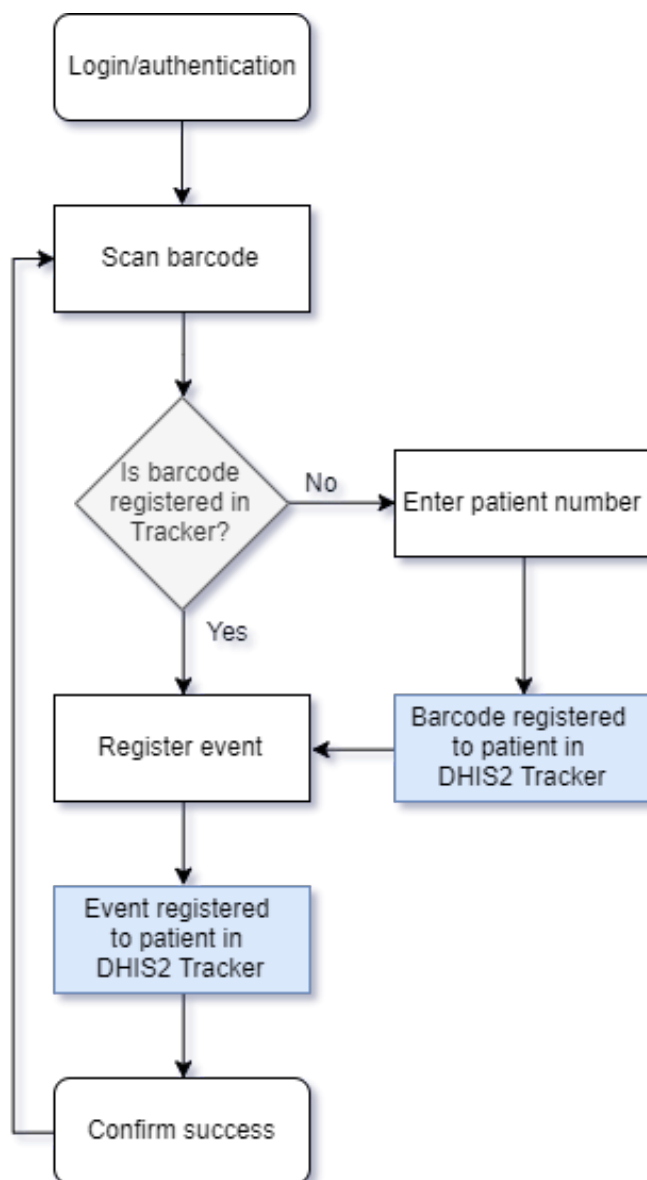 Login/authentication
Scan barcode
Is barcode
registered in
Tracker?
No
Enter patient number
Yes
Register event
Barcode registered
to patient in
DHIS2 Tracker
Event registered
to patient in
DHIS2 Tracker
Confirm success